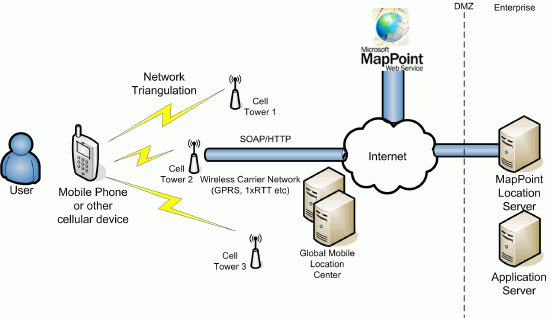 DMZ
Enterprise
Microsoft
MapPoint
Web Service
Network
Triangulation
Cell
Tower 1
SOAP/HTTP
Internet
Cell
Tower 2
Wireless Carrier Network
(GPRS, 1xRTT etc)
User
Mobile Phone
or other
cellular device
MapPoint
Location
Server
Cell
Tower 3
Global Mobile
Location
Center
Application
Server